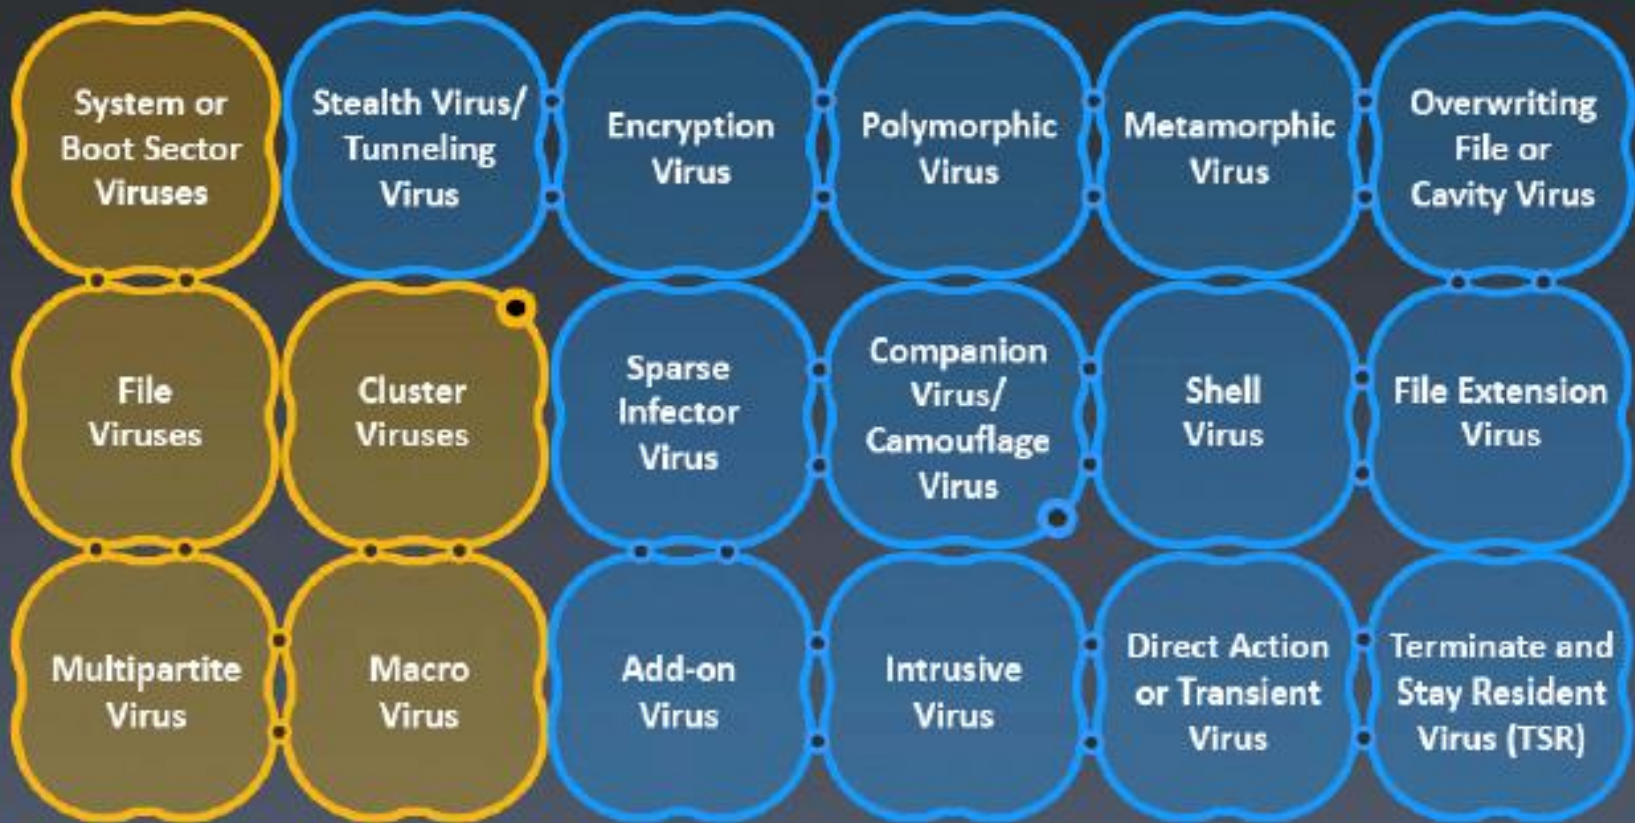 System or
Boot Sector
Viruses
Stealth Virus/
Tunneling
Virus
Encryption
Virus
Polymorphic
Virus
Metamorphic
Virus
Overwriting
File or
Cavity Virus
File
Viruses
Cluster
Viruses
Sparse
Infector
Virus
Companion
Virus/
Camouflage
Virus
Shell
Virus
File Extension
Virus
Multipartite
Virus
Macro
Virus
Add-on
Virus
Intrusive
Virus
Direct Action
or Transient
Virus
Terminate and
Stay Resident
Virus (TSR)